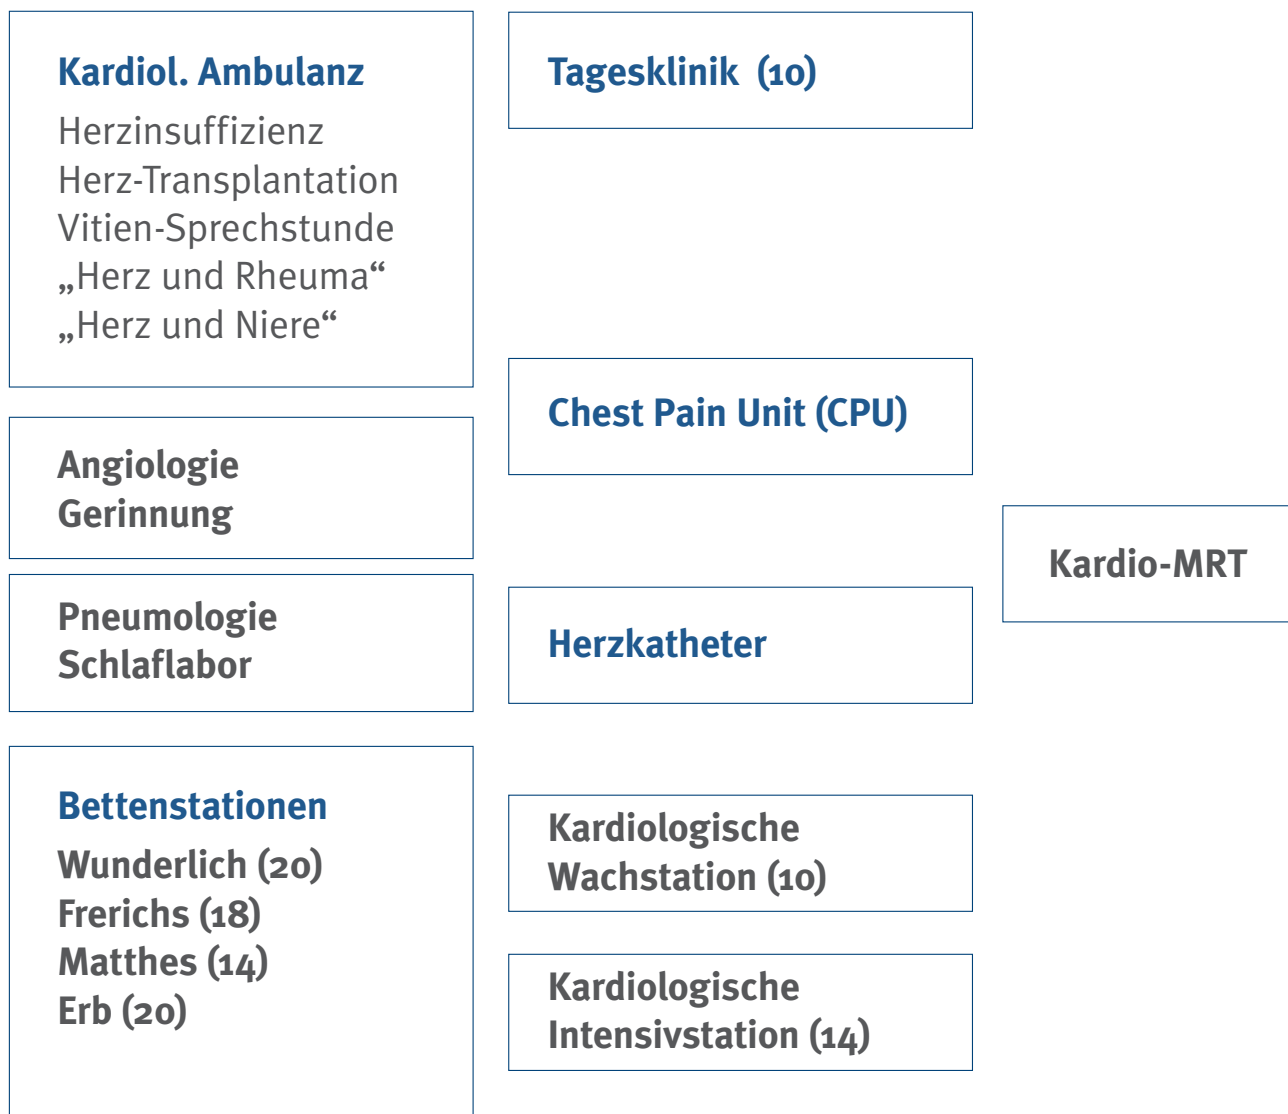 Kardiol. Ambulanz
Herzinsuffizienz
Herz-Transplantation
Vitien-Sprechstunde
„Herz und Rheuma“
„Herz und Niere“
Angiologie
Gerinnung
Pneumologie
Schlaflabor
Bettenstationen
Wunderlich (20)
Frerichs (18)
Matthes (14)
Erb (20)
Tagesklinik (10)
Chest Pain Unit (CPU)
Herzkatheter
Kardiologische
Wachstation (10)
Kardiologische
Intensivstation (14)
Kardio-MRT